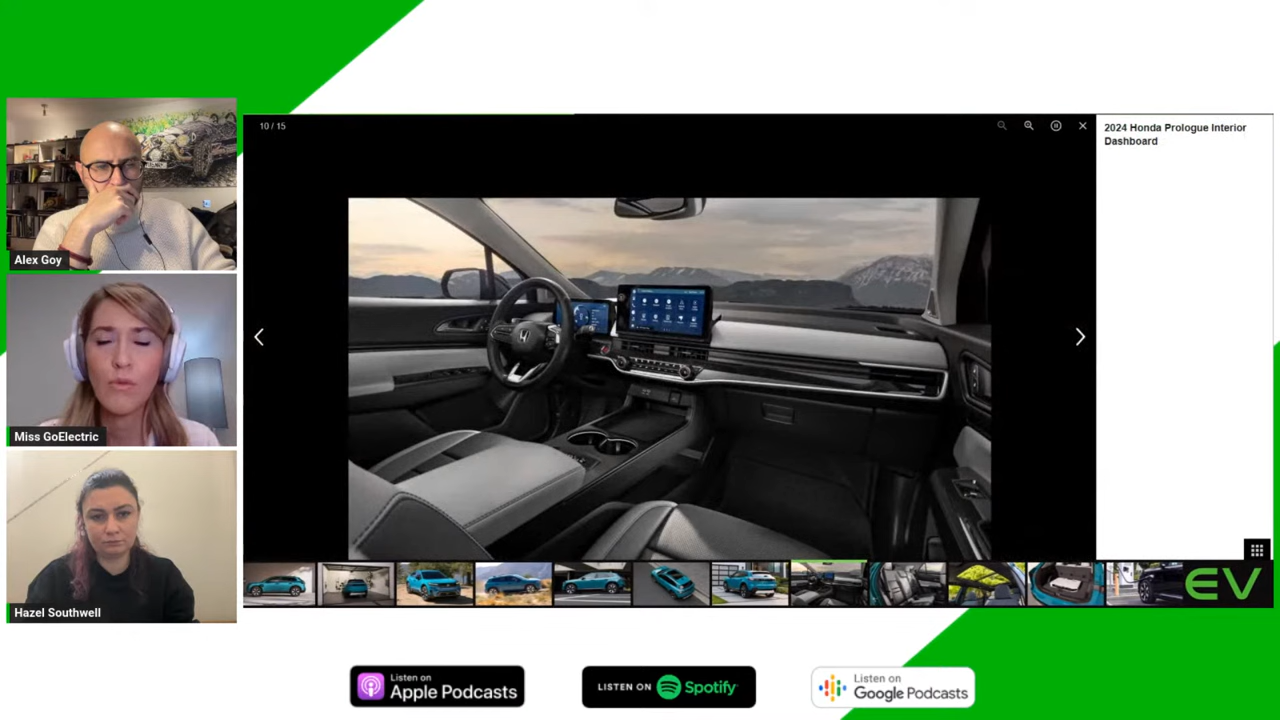 10 / 15
2024 Honda Prologue Interior
Dashboard
Alex Goy
Miss GoElectric
Hazel Southwell
EV
Listen on
Apple Podcasts
LISTEN ON Spotify
Listen on
Google Podcasts